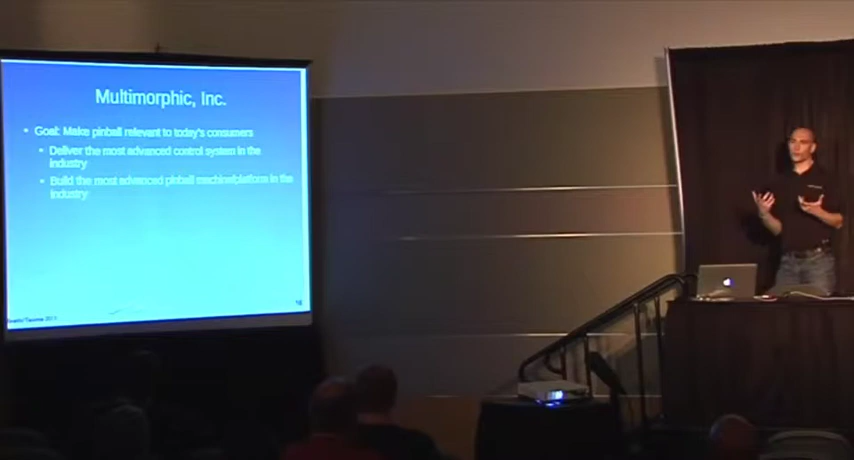 Multimorphic, Inc.
• Goal: Make pinball relevant to today's consumers
• Deliver the most advanced control system in the
industry
• Build the most advanced pinball machine/platform in the
industry